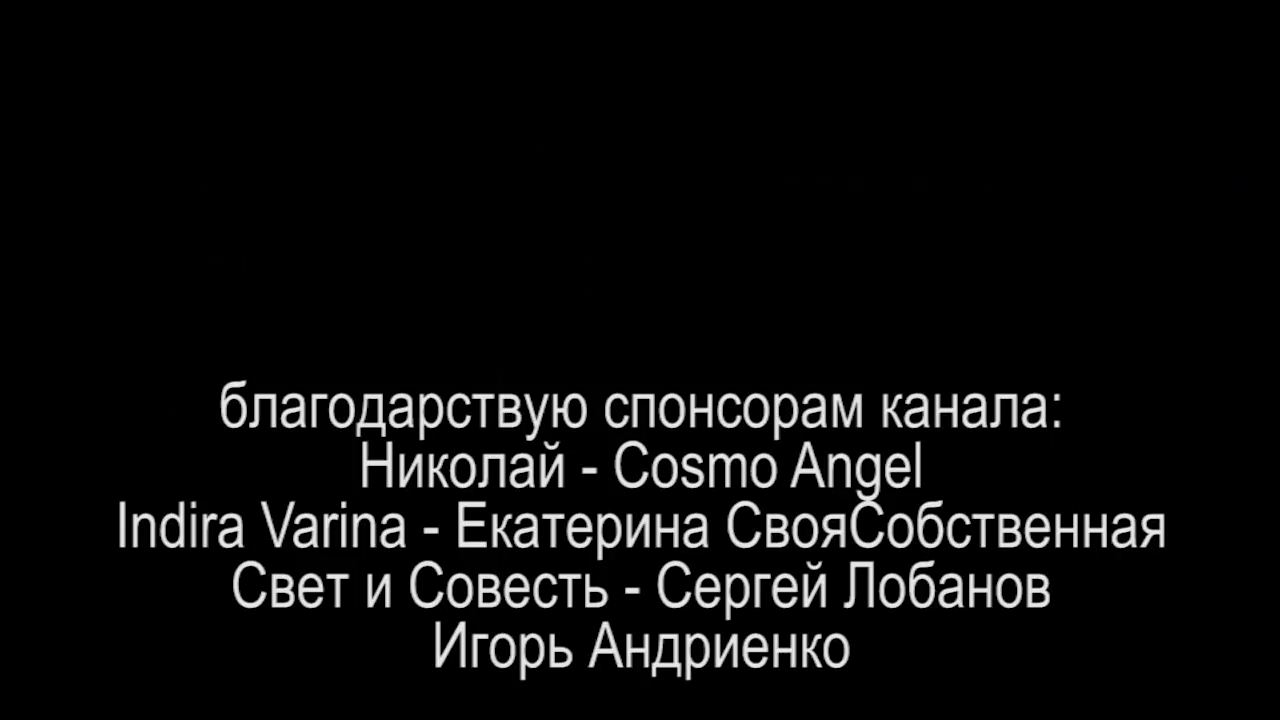 благодарствую спонсорам канала:
Николай - Cosmo Angel
Indira Varina - Екатерина СвояСобственная
Свет и Совесть - Сергей Лобанов
Игорь Андриенко